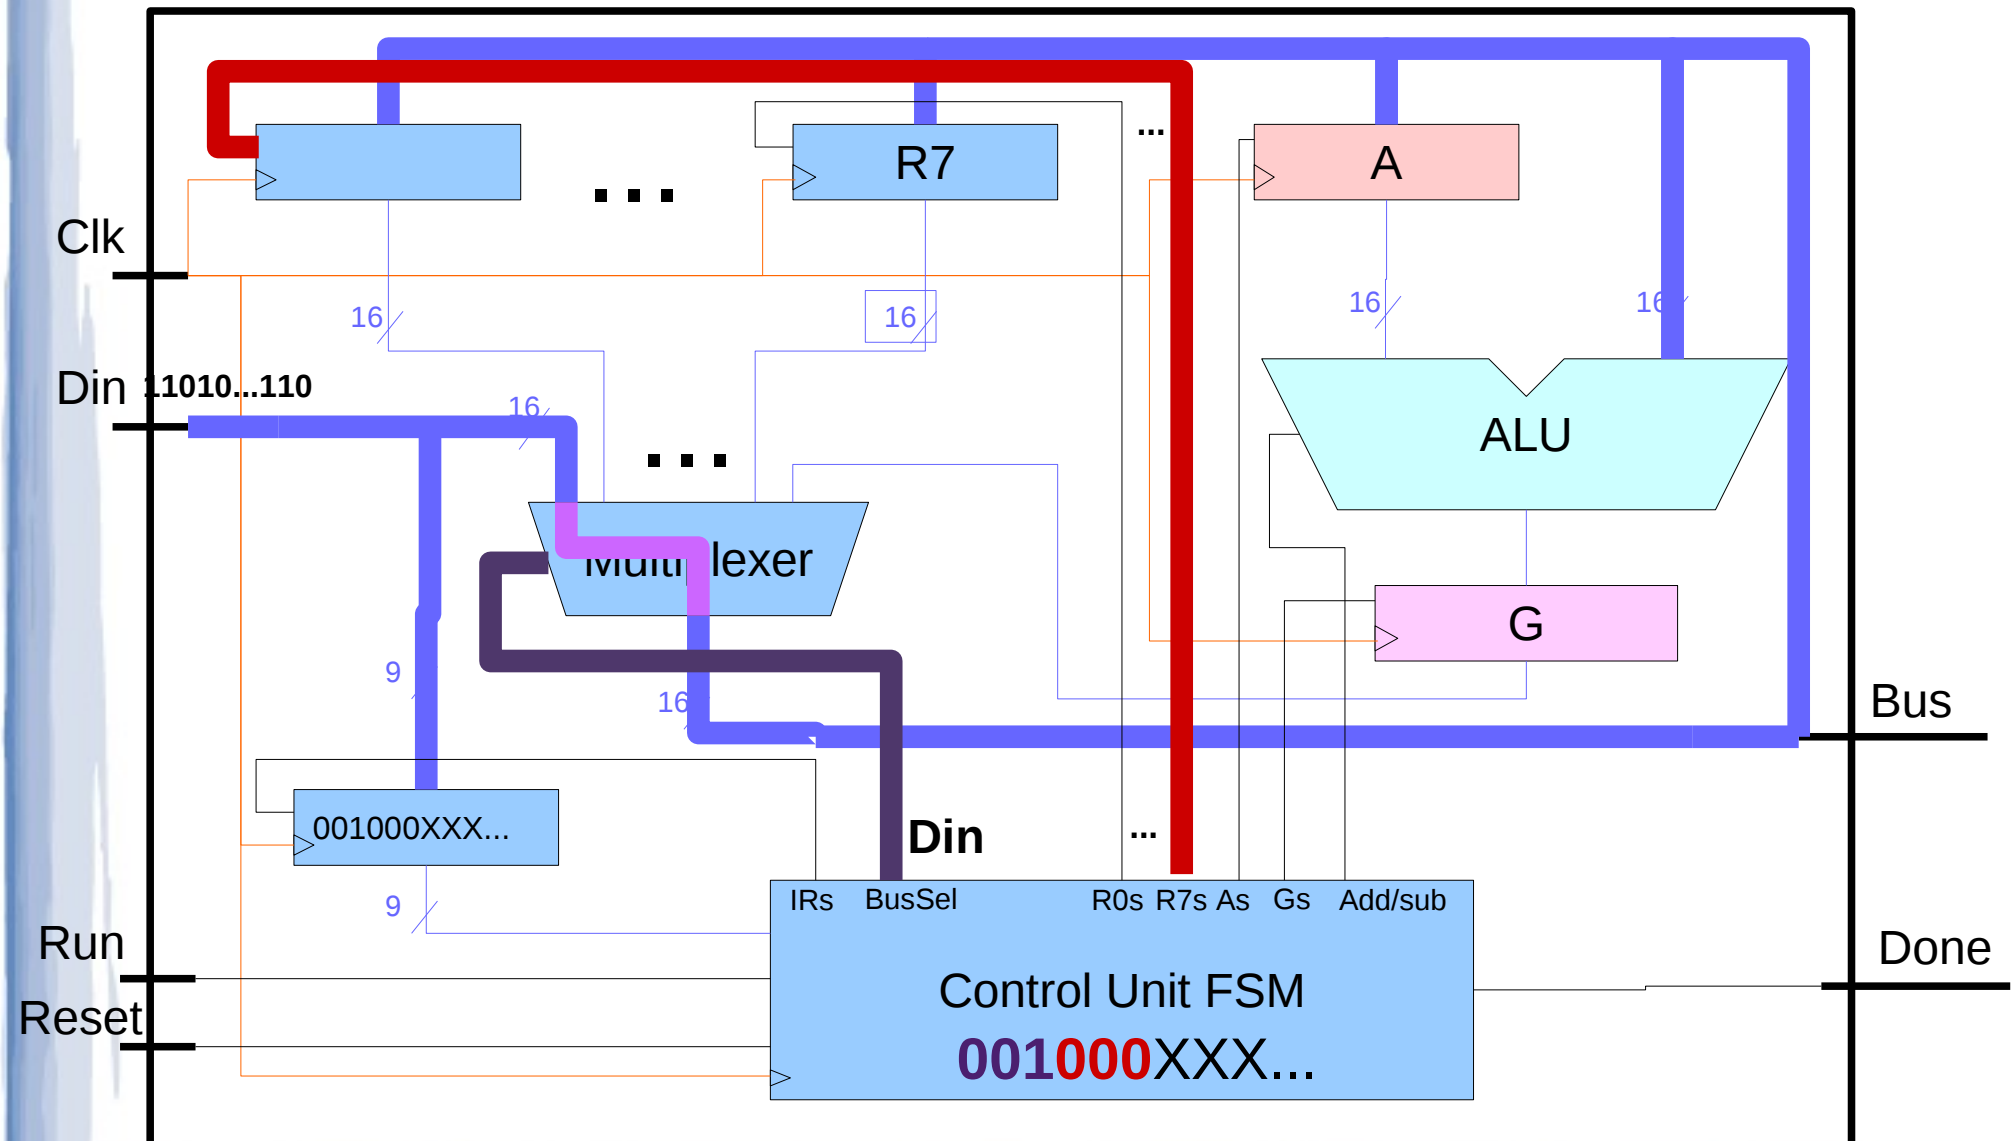 ...
R7
A
...
Clk
16
16
16
16
Din
11010...110
16
...
ALU
Multiplexer
G
9
16
Bus
001000XXX...
Din
...
IRs BusSel R0s R7s As Gs Add/sub
9
Run
Done
Control Unit FSM
Reset
001000XXX...